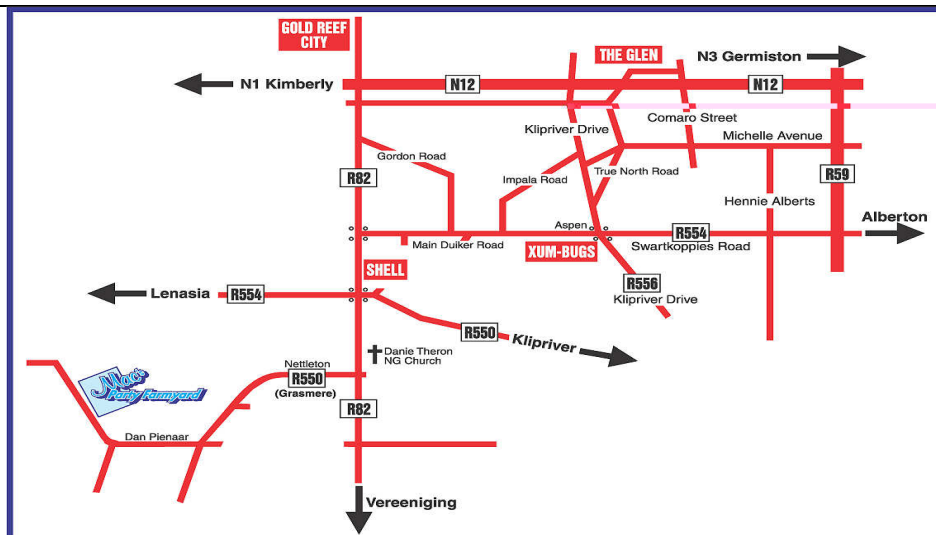 GOLD REEF
CITY
THE GLEN
N3 Germiston
N1 Kimberly
N12
N12
Comaro Street
Klipriver Drive
Michelle Avenue
Gordon Road
R82
Impala Road
True North Road
R59
Hennie Alberts
Alberton
Aspen
R554
Main Duiker Road
XUM-BUGS
Swartkoppies Road
SHELL
R556
Lenasia
R554
Klipriver Drive
R550
Klipriver
Danie Theron
NG Church
Nettleton
R550
(Grasmere)
Mac's
Party Farmyard
R82
Dan Pienaar
Vereeniging